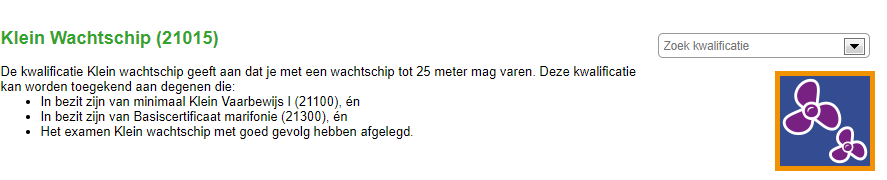 Klein Wachtschip (21015)
Zoek kwalificatie
De kwalificatie Klein wachtschip geeft aan dat je met een wachtschip tot 25 meter mag varen. Deze kwalificatie
kan worden toegekend aan degenen die:
• In bezit zijn van minimaal Klein Vaarbewijs I (21100), én
• In bezit zijn van Basiscertificaat marifonie (21300), én
• Het examen Klein wachtschip met goed gevolg hebben afgelegd.